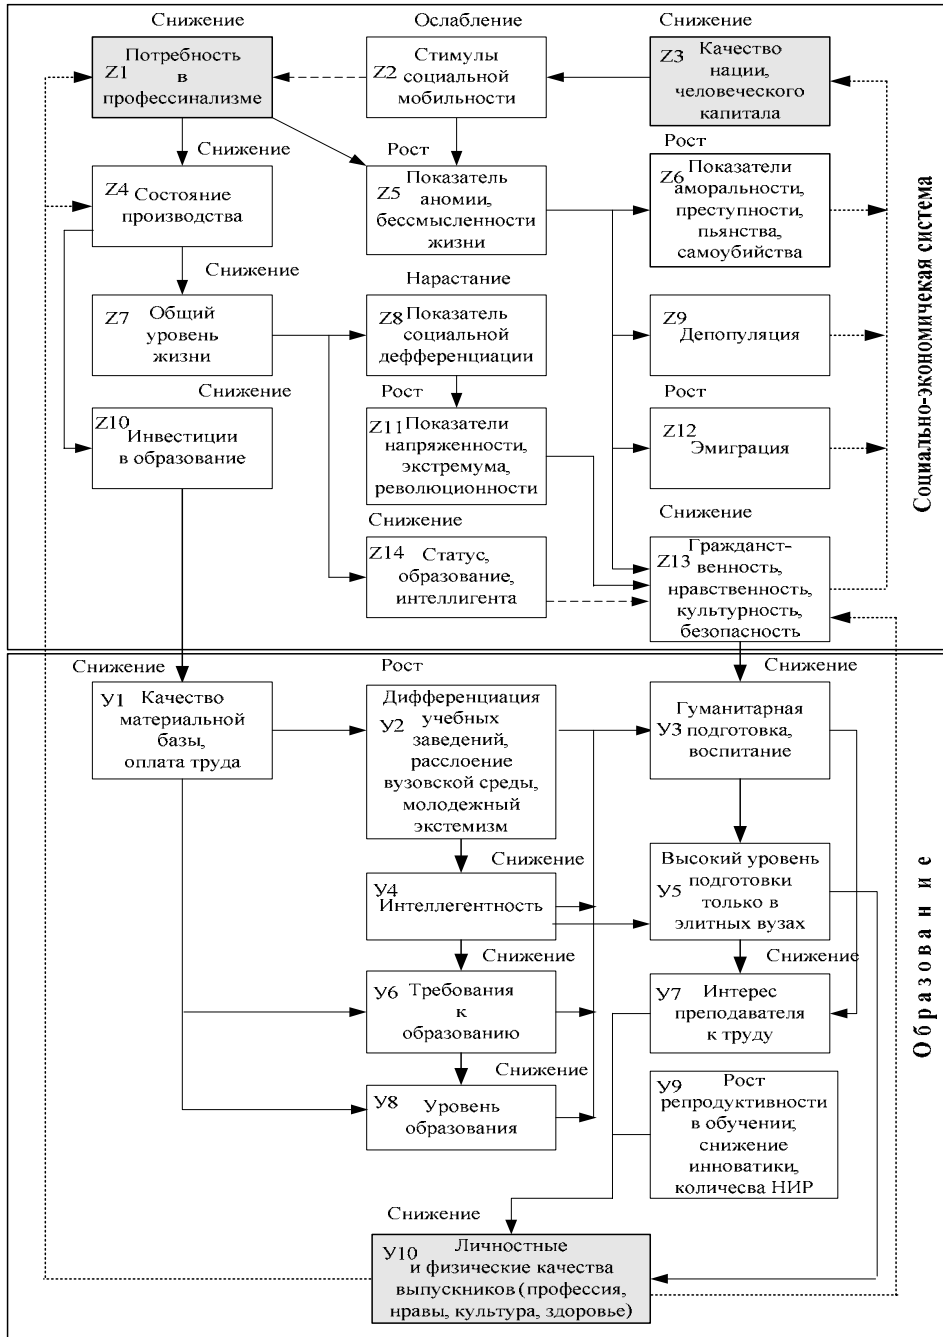 Снижение
Ослабление
Снижение
Z1
Потребность
в
профессинализме
Z2
Стимулы
социальной
мобильности
Z3
Качество
нации,
человеческого
капитала
Снижение
Рост
Рост
Z4
Состояние
производства
Z5
Показатель
аномии,
бессмысленности
жизни
Z6
Показатели
аморальности,
преступности,
пьянства,
самоубийства
Снижение
Нарастание
Z7
Общий
уровень
жизни
Z8
Показатель
социальной
дефференциации
Z9
Депопуляция
Снижение
Рост
Рост
Z10
Инвестиции
в образование
Z11
Показатели
напряженности,
экстремума,
революционности
Z12
Эмиграция
Снижение
Снижение
Z14
Статус,
образование,
интеллигента
Z13
Гражданст-
венность,
нравственность,
культурность,
безопасность
Социально-экономичекая система
Снижение
Рост
Снижение
У1
Качество
материальной
базы,
оплата труда
У2
Дифференциация
учебных
заведений,
расслоение
вузовской среды,
молодежный
экстемизм
У3
Гуманитарная
подготовка,
воспитание
Снижение
У4
Интеллегентность
У5
Высокий уровень
подготовки
только в
элитных вузах
Снижение
Снижение
У6
Требования
к
образованию
У7
Интерес
преподавателя
к труду
Снижение
У8
Уровень
образования
У9
Рост
репродуктивности
в обучении;
снижение
инноватики,
количесва НИР
Снижение
У10
Личностные
и физические качества
выпускников (профессия,
нравы, культура, здоровье)
Образование